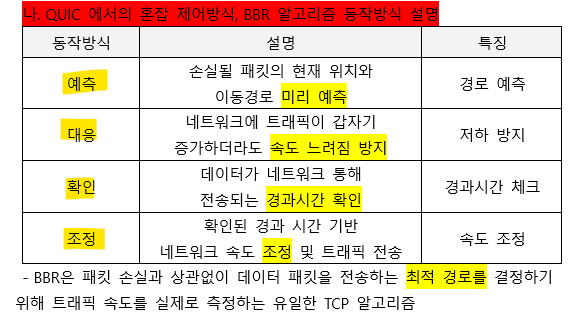 나. QUIC 에서의 혼잡 제어방식, BBR 알고리즘 동작방식 설명
동작방식 설명 특징
예측 손실될 패킷의 현재 위치와
이동경로 미리 예측 경로 예측
대응 네트워크에 트래픽이 갑자기
증가하더라도 속도 느려짐 방지 저하 방지
확인 데이터가 네트워크 통해
전송되는 경과시간 확인 경과시간 체크
조정 확인된 경과 시간 기반
네트워크 속도 조정 및 트래픽 전송 속도 조정
- BBR은 패킷 손실과 상관없이 데이터 패킷을 전송하는 최적 경로를 결정하기
위해 트래픽 속도를 실제로 측정하는 유일한 TCP 알고리즘